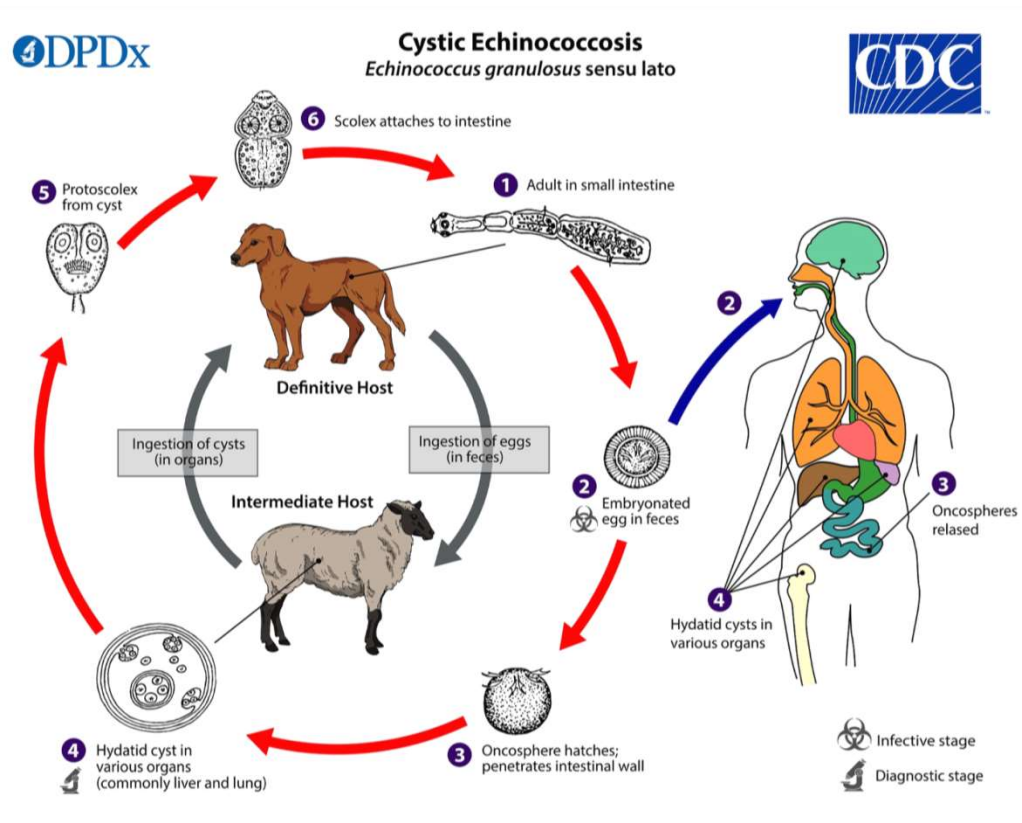 DPDx
Cystic Echinococcosis
Echinococcus granulosus sensu lato
CDC
TM
6 Scolex attaches to intestine
5 Protoscolex
from cyst
1 Adult in small intestine
2
Definitive Host
Ingestion of cysts
(in organs)
Ingestion of eggs
(in feces)
Intermediate Host
2
Embryonated
egg in feces
3
Oncospheres
relased
4
Hydatid cysts in
various organs
4 Hydatid cyst in
various organs
(commonly liver and lung)
3 Oncosphere hatches;
penetrates intestinal wall
Infective stage
Diagnostic stage